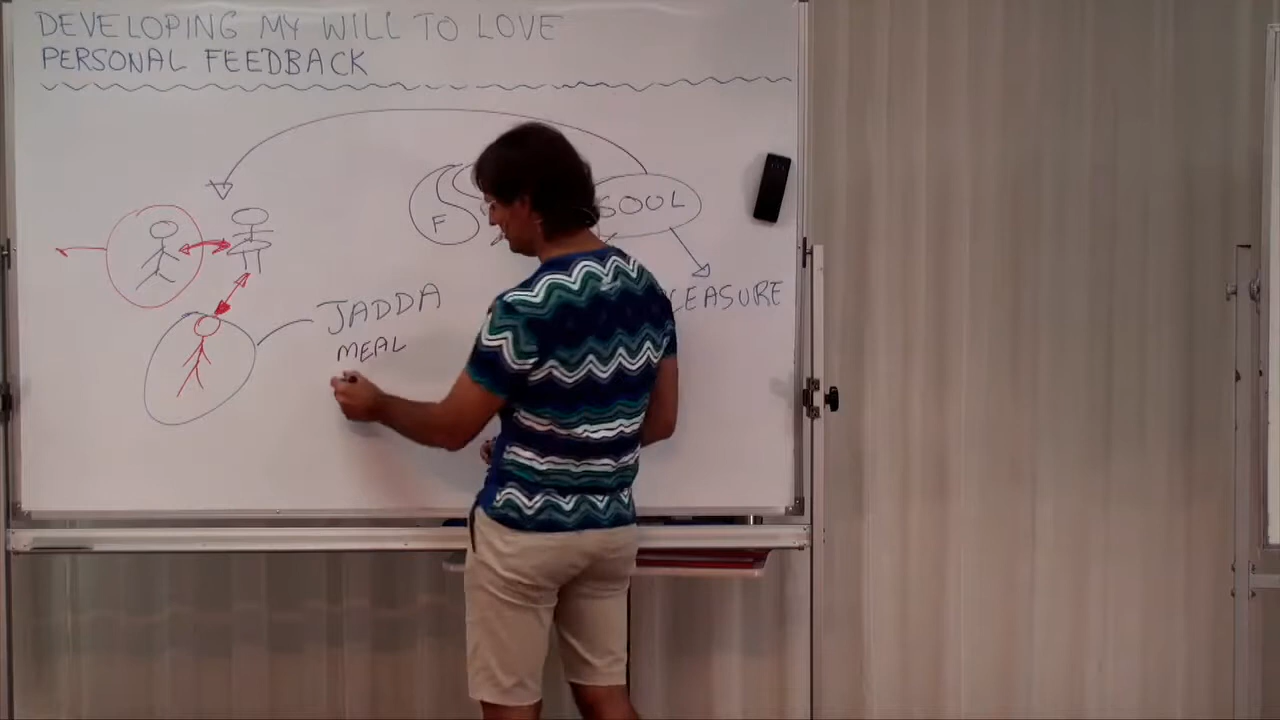 DEVELOPING MY WILL TO LOVE
PERSONAL FEEDBACK
F
SOUL
JADDA
MEAL